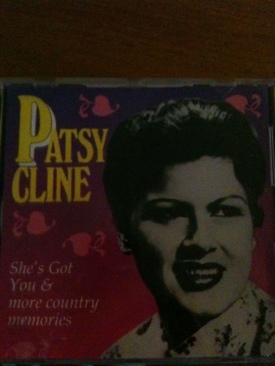 PATSY
CLINE
She's Got
You &
more country
memories